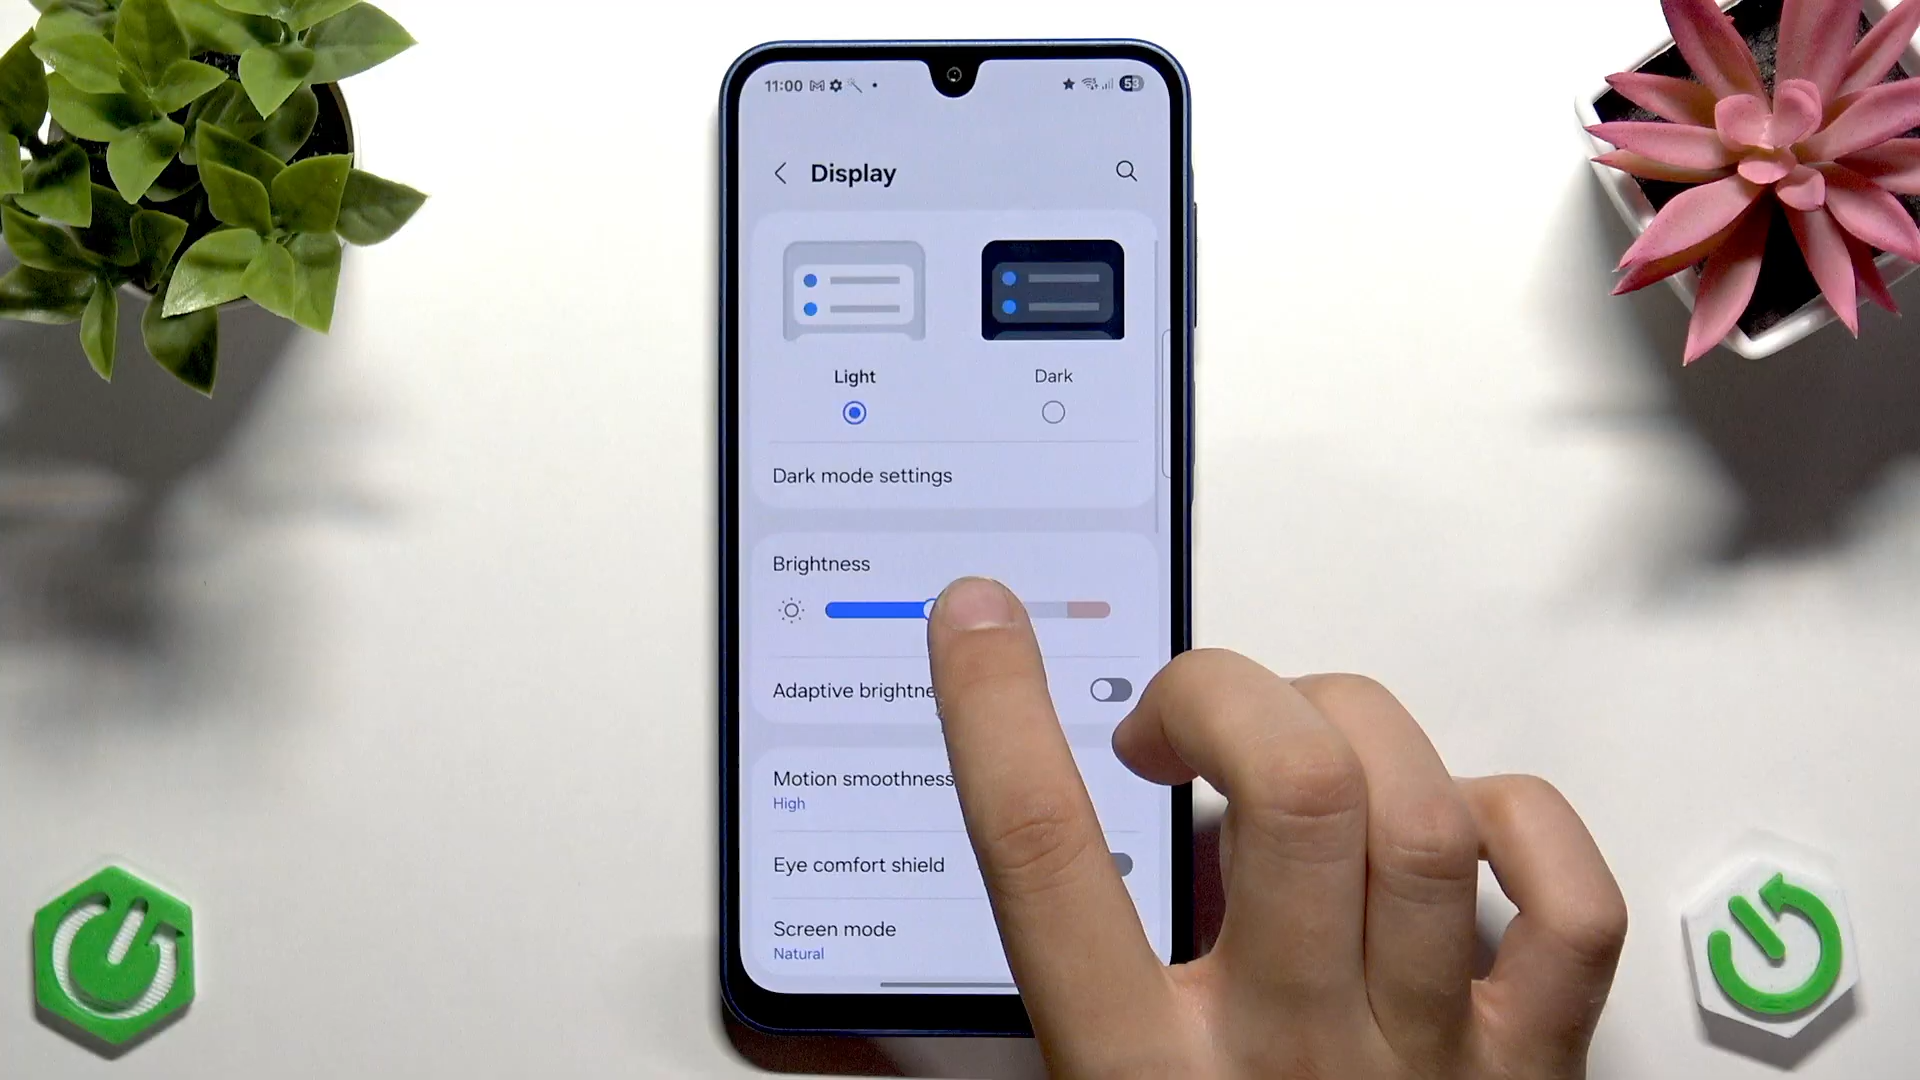 11:00
53
Display
Light
Dark
Dark mode settings
Brightness
Adaptive brightne
Motion smoothness
High
Eye comfort shield
Screen mode
Natural